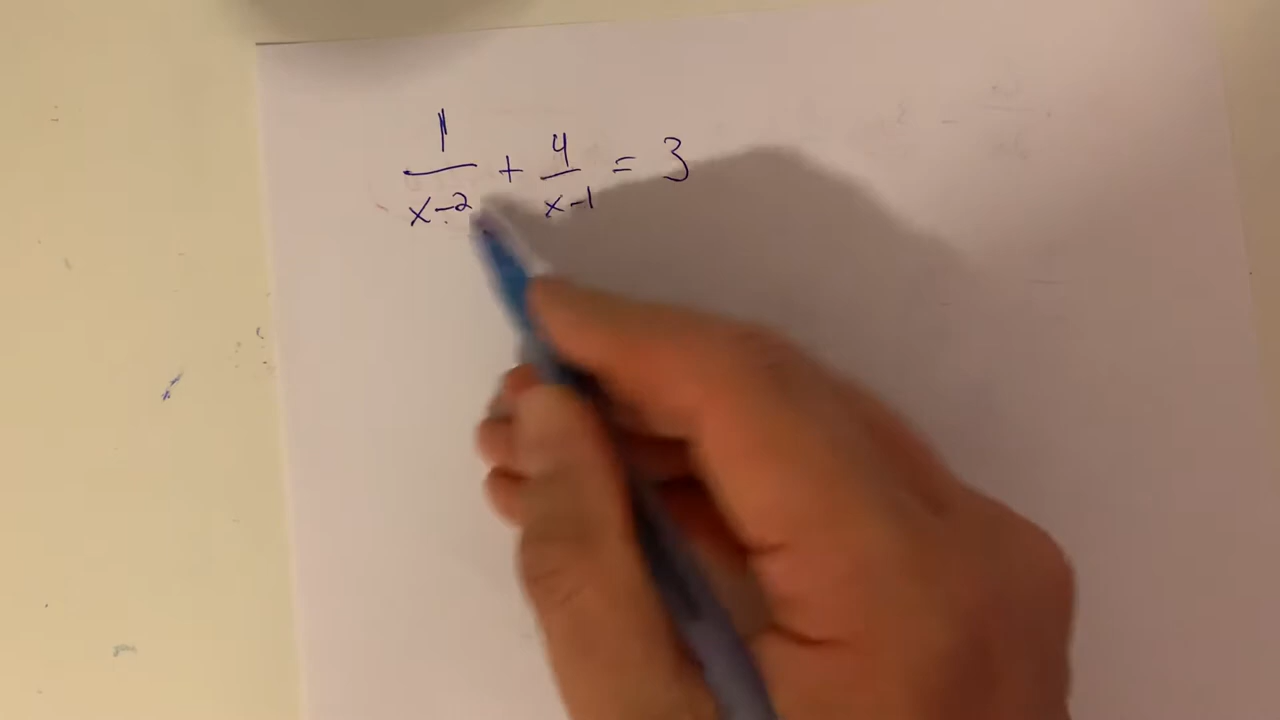 1/(x-2) + 4/(x-1) = 3